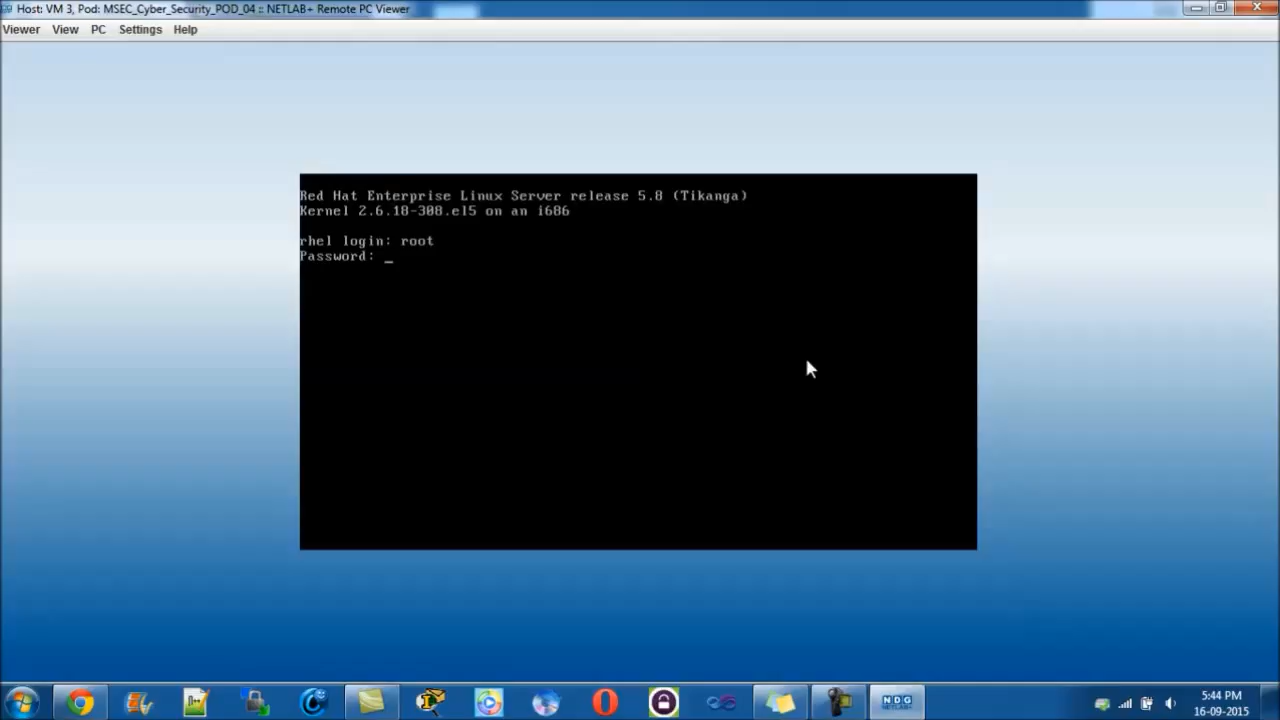 Host: VM 3, Pod: MSEC_Cyber_Security_POD_04 :: NETLAB+ Remote PC Viewer
Viewer View PC Settings Help
Red Hat Enterprise Linux Server release 5.8 (Tikanga)
Kernel 2.6.18-308.el5 on an i686
rhel login: root
Password: _
NDG
NETLAB+
5:44 PM
16-09-2015